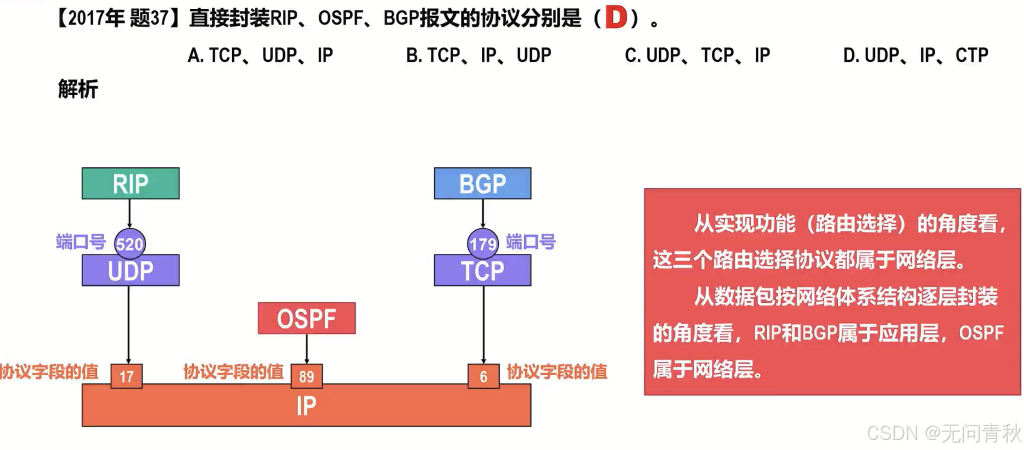 【2017年 题37】直接封装RIP、OSPF、BGP报文的协议分别是（D）。
A. TCP、UDP、IP B. TCP、IP、UDP C. UDP、TCP、IP D. UDP、IP、CTP
解析
RIP BGP
端口号 520 179 端口号
UDP TCP
OSPF
协议字段的值 17 协议字段的值 89 6 协议字段的值
IP
从实现功能（路由选择）的角度看，
这三个路由选择协议都属于网络层。
从数据包按网络体系结构逐层封装
的角度看，RIP和BGP属于应用层，OSPF
属于网络层。
CSDN @无问青秋